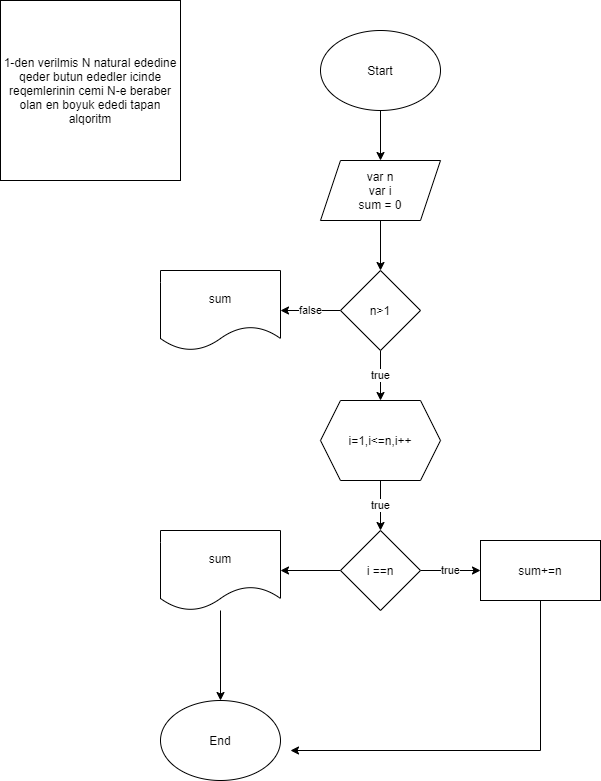 1-den verilmis N natural ededine
qeder butun ededler icinde
reqemlerinin cemi N-e beraber
olan en boyuk ededi tapan
alqoritm
Start
var n
var i
sum = 0
sum
false
n>1
true
i=1,i<=n,i++
true
sum
i ==n
true
sum+=n
End